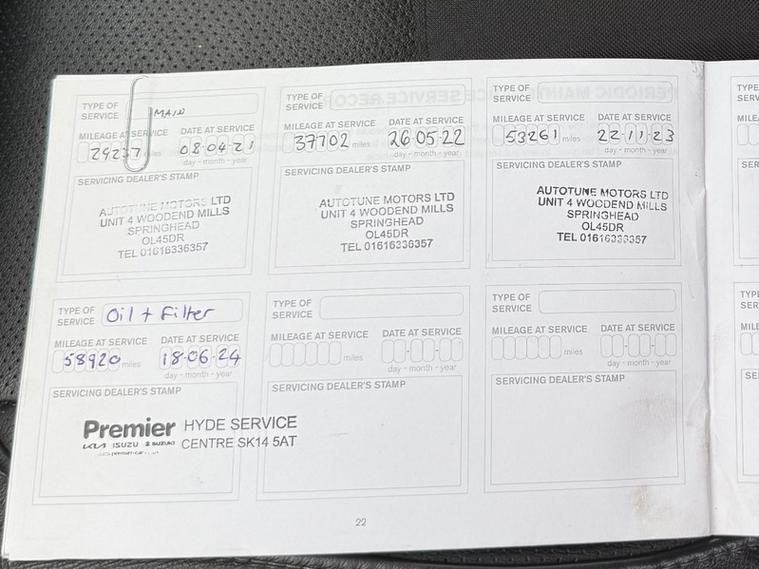 TYPE OF SERVICE MAIN
MILEAGE AT SERVICE DATE AT SERVICE
29237 miles 08·04·21
day - month - year
SERVICING DEALER'S STAMP
AUTOTUNE MOTORS LTD
UNIT 4 WOODEND MILLS
SPRINGHEAD
OL45DR
TEL 01616336357
TYPE OF SERVICE
MILEAGE AT SERVICE DATE AT SERVICE
37702 miles 26·05·22
day - month - year
SERVICING DEALER'S STAMP
AUTOTUNE MOTORS LTD
UNIT 4 WOODEND MILLS
SPRINGHEAD
OL45DR
TEL 01616336357
TYPE OF SERVICE
MILEAGE AT SERVICE DATE AT SERVICE
53261 miles 22·11·23
day - month - year
SERVICING DEALER'S STAMP
AUTOTUNE MOTORS LTD
UNIT 4 WOODEND MILLS
SPRINGHEAD
OL45DR
TEL 01616336357
TYPE OF SERVICE Oil + Filter
MILEAGE AT SERVICE DATE AT SERVICE
58920 miles 18·06·24
day - month - year
SERVICING DEALER'S STAMP
Premier HYDE SERVICE
KIA ISUZU SUZUKI CENTRE SK14 5AT
TYPE OF SERVICE
MILEAGE AT SERVICE DATE AT SERVICE
miles
day - month - year
SERVICING DEALER'S STAMP
TYPE OF SERVICE
MILEAGE AT SERVICE DATE AT SERVICE
miles
day - month - year
SERVICING DEALER'S STAMP
22